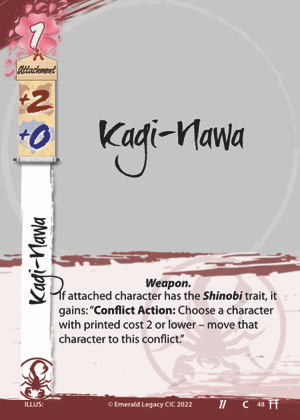 1
Attachment
+2
+0
Kagi-Nawa
Kagi-Nawa
Weapon.
If attached character has the Shinobi trait, it
gains: “Conflict Action: Choose a character
with printed cost 2 or lower – move that
character to this conflict.”
ILLUS:
© Emerald Legacy CIC 2022
C 48